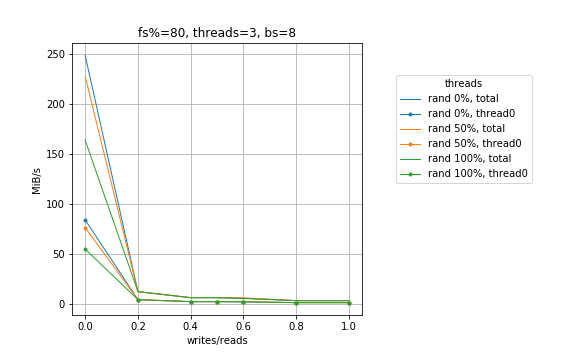 fs%=80, threads=3, bs=8
250
200
150
100
50
0
MiB/s
0.0 0.2 0.4 0.6 0.8 1.0
writes/reads
threads
rand 0%, total
rand 0%, thread0
rand 50%, total
rand 50%, thread0
rand 100%, total
rand 100%, thread0